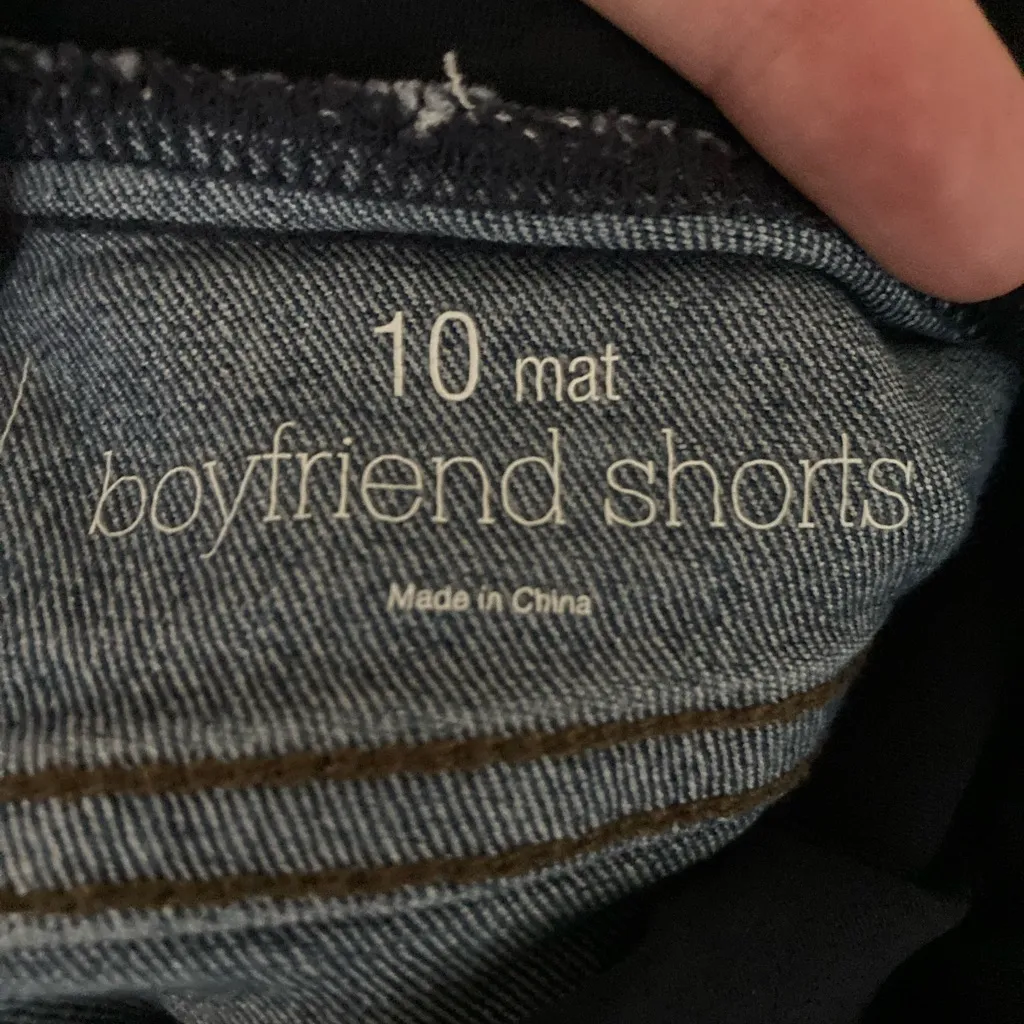 10 mat
boyfriend shorts
Made in China